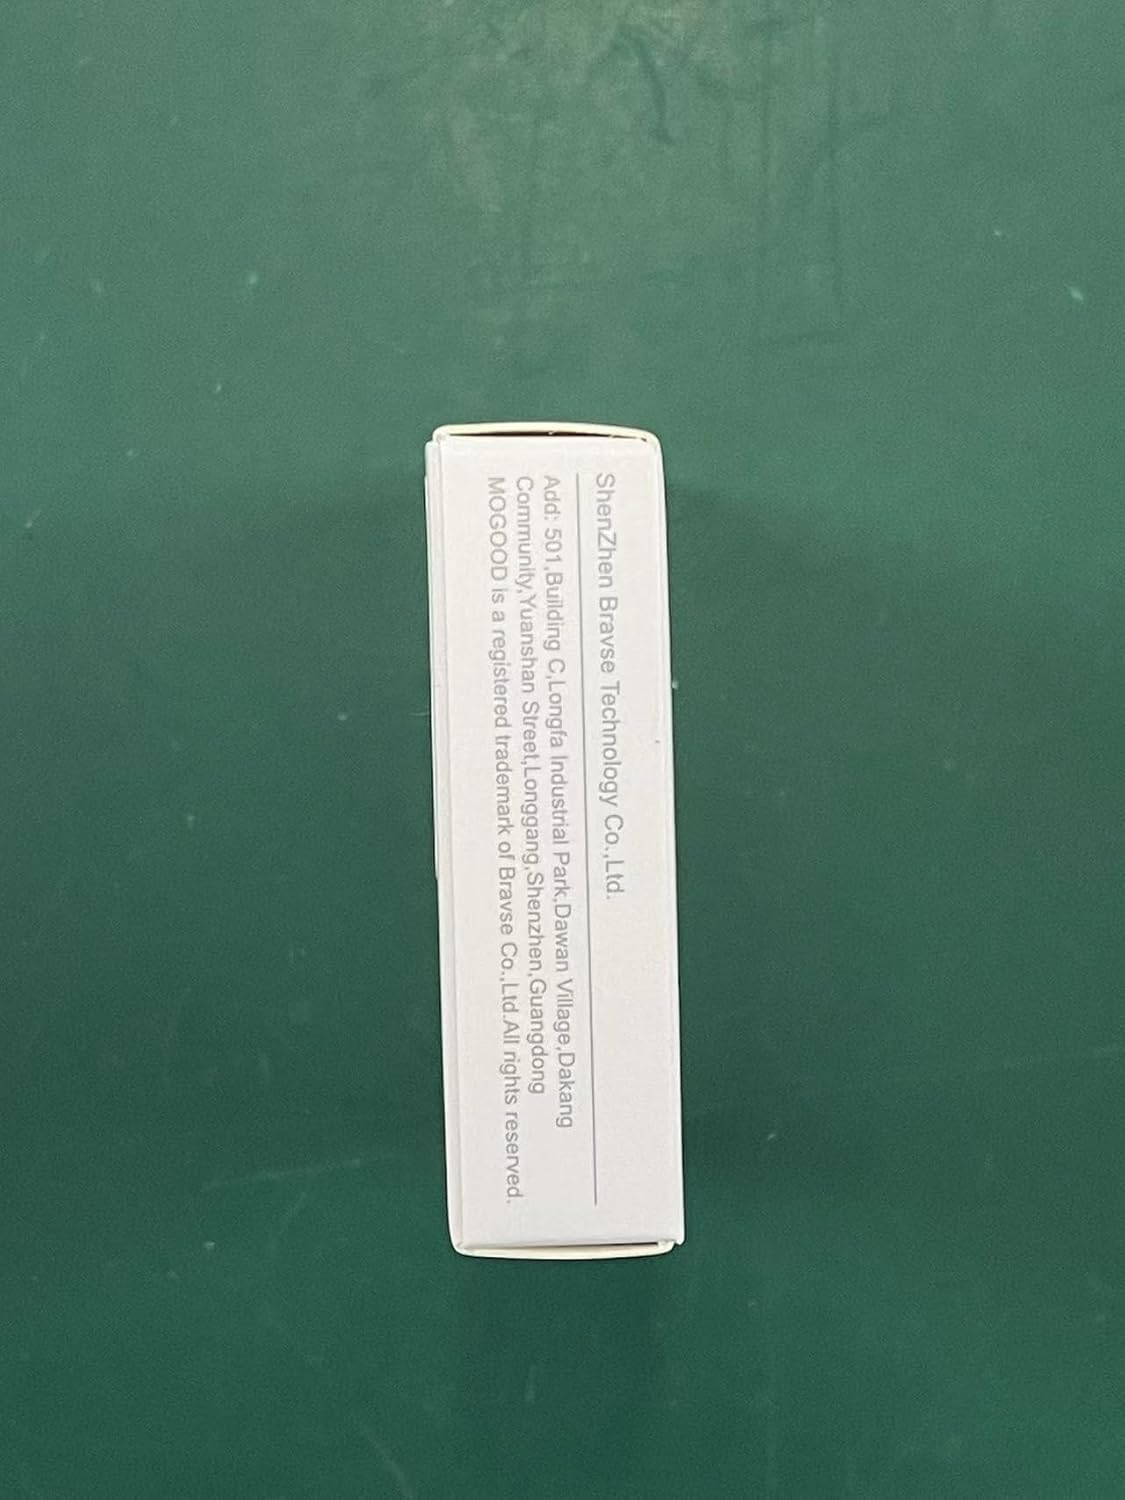 ShenZhen Bravse Technology Co.,Ltd.
Add: 501,Building C,Longfa Industrial Park,Dawan Village,Dakang
Community,Yuanshan Street,Longgang,Shenzhen,Guangdong
MOGOOD is a registered trademark of Bravse Co.,Ltd.All rights reserved.